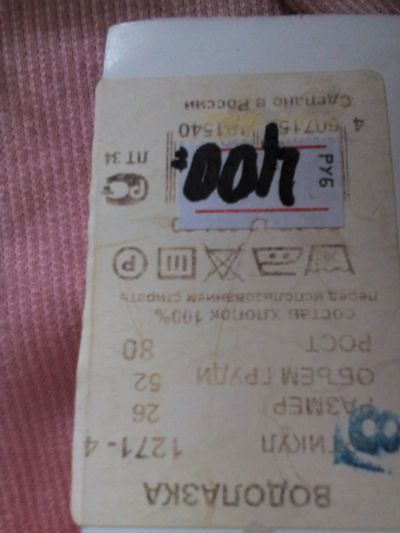 ВОДОЛАЗКА
ТИКУЛ 1271-4
РАЗМЕР 26
ОБЪЕМ ГРУДИ 52
РОСТ 80
СОСТАВ ХЛОПОК 100%
перед использованием стирать
РУБ 400
ПТ 34
Сделано в России